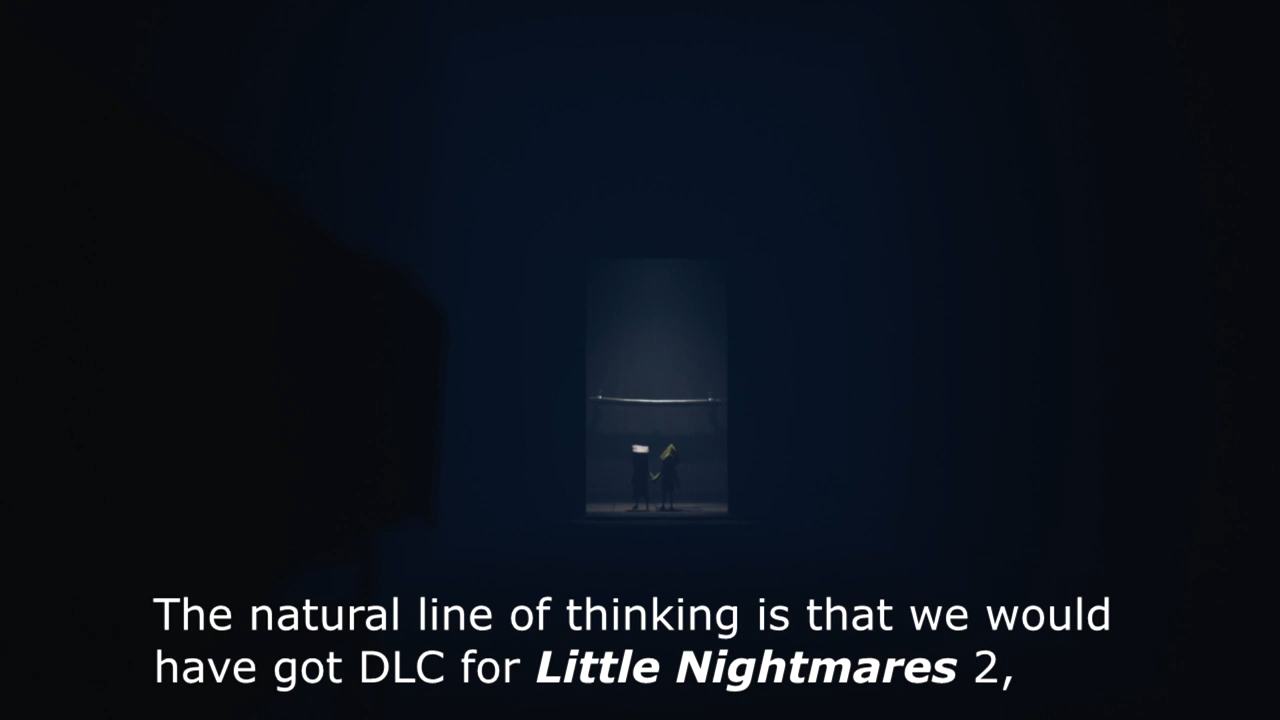 The natural line of thinking is that we would
have got DLC for Little Nightmares 2,